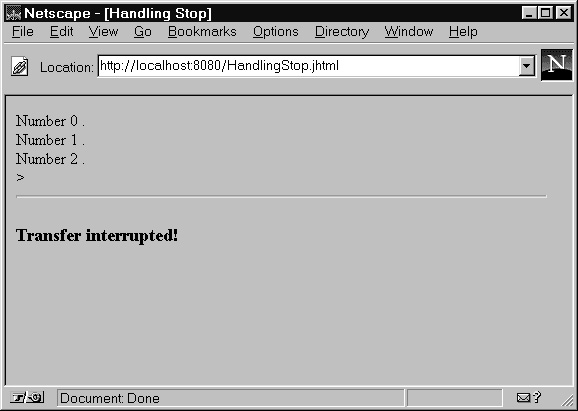 Netscape - [Handling Stop]
File Edit View Go Bookmarks Options Directory Window Help
Location: http://localhost:8080/HandlingStop.jhtml
N
Number 0 .
Number 1 .
Number 2 .
>
Transfer interrupted!
Document: Done
?